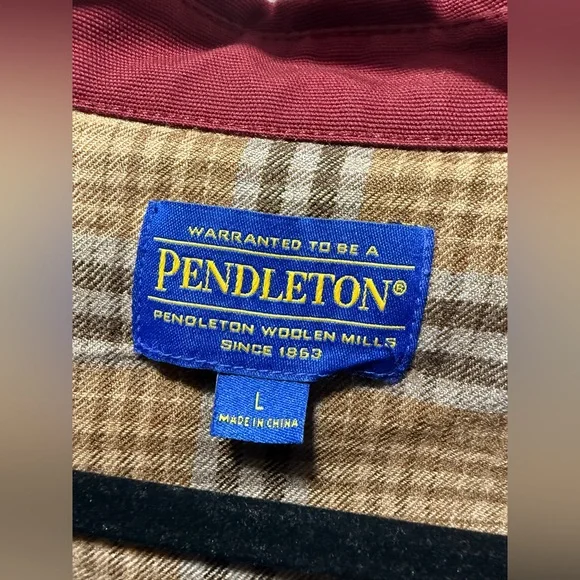 WARRANTED TO BE A
PENDLETON®
PENDLETON WOOLEN MILLS
SINCE 1863
L
MADE IN CHINA